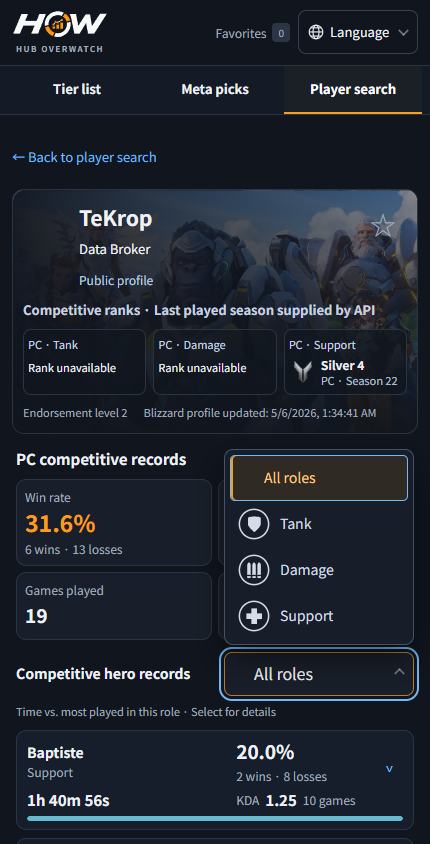 HOW
HUB OVERWATCH
Favorites 0
Language
Tier list
Meta picks
Player search
← Back to player search
TeKrop
Data Broker
Public profile
Competitive ranks · Last played season supplied by API
PC · Tank
Rank unavailable
PC · Damage
Rank unavailable
PC · Support
Silver 4
PC · Season 22
Endorsement level 2
Blizzard profile updated: 5/6/2026, 1:34:41 AM
PC competitive records
Win rate
31.6%
6 wins · 13 losses
Games played
19
All roles
Tank
Damage
Support
Competitive hero records
All roles
Time vs. most played in this role · Select for details
Baptiste
Support
1h 40m 56s
20.0%
2 wins · 8 losses
KDA 1.25 10 games
v